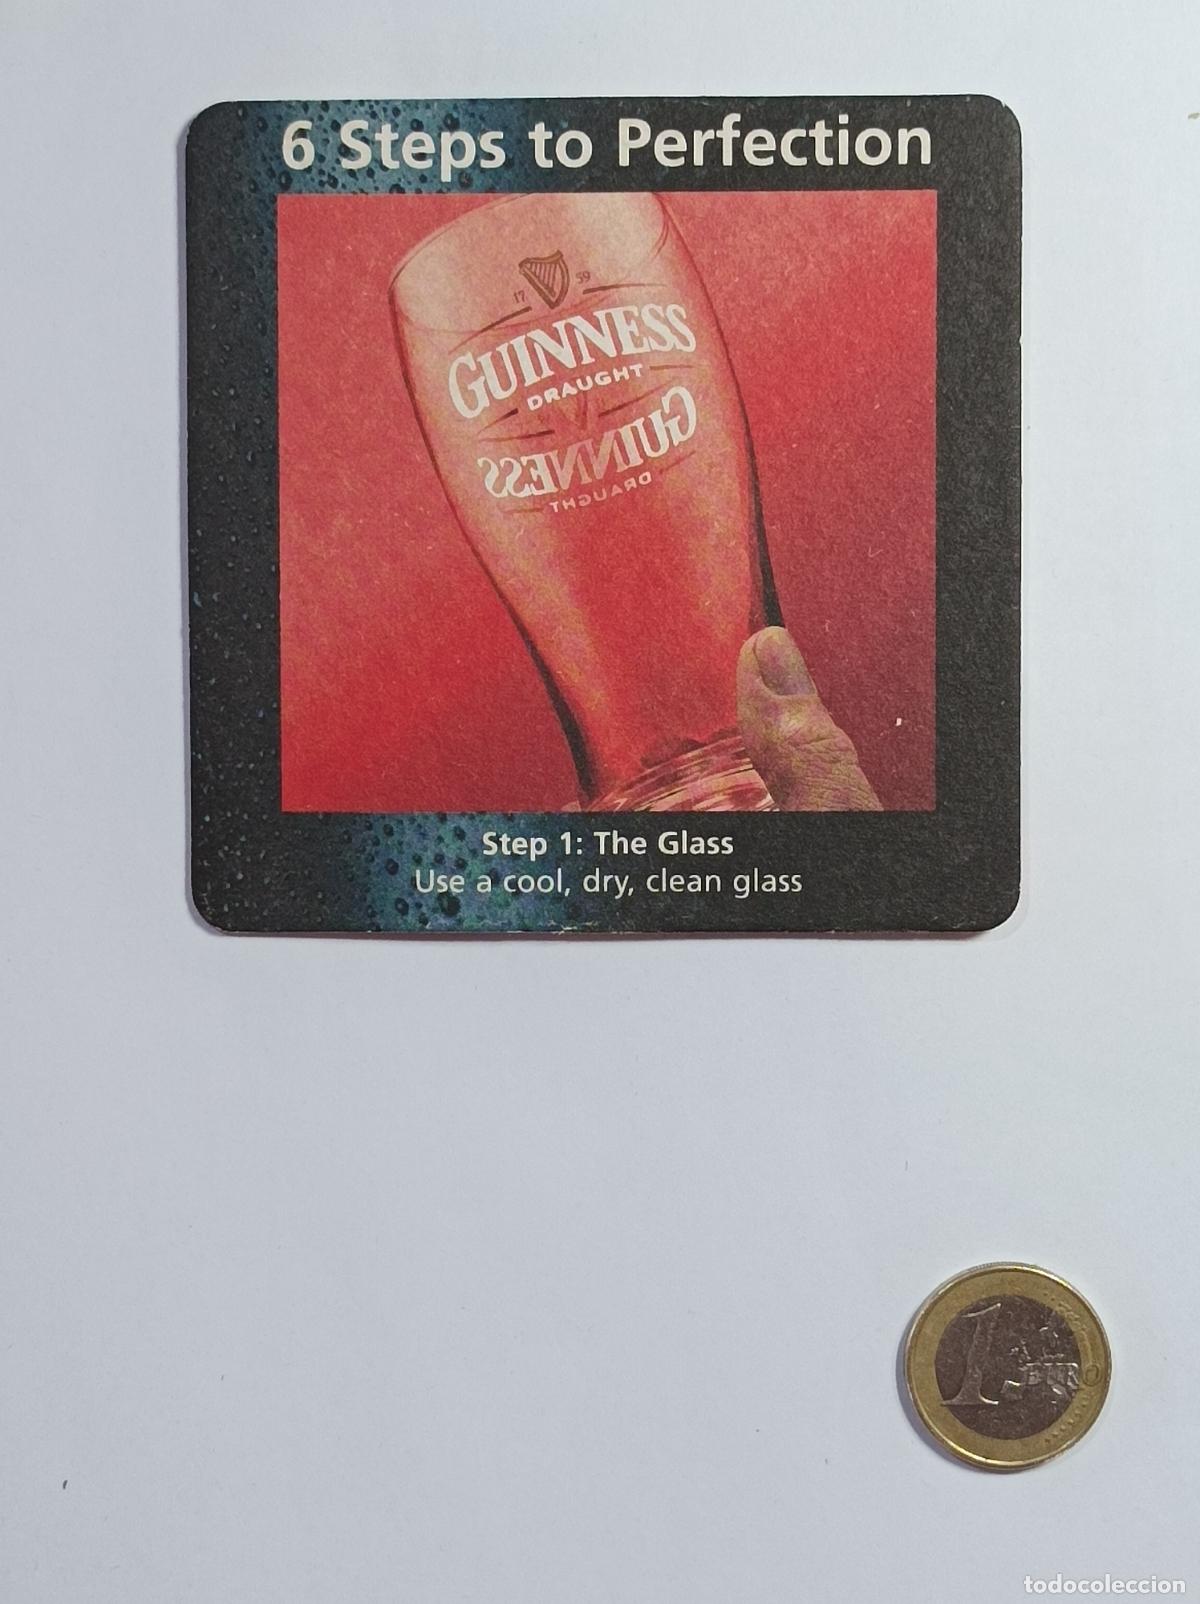 6 Steps to Perfection
17 59
GUINNESS
DRAUGHT
GUINNESS
DRAUGHT
Step 1: The Glass
Use a cool, dry, clean glass
1 EURO
todocoleccion